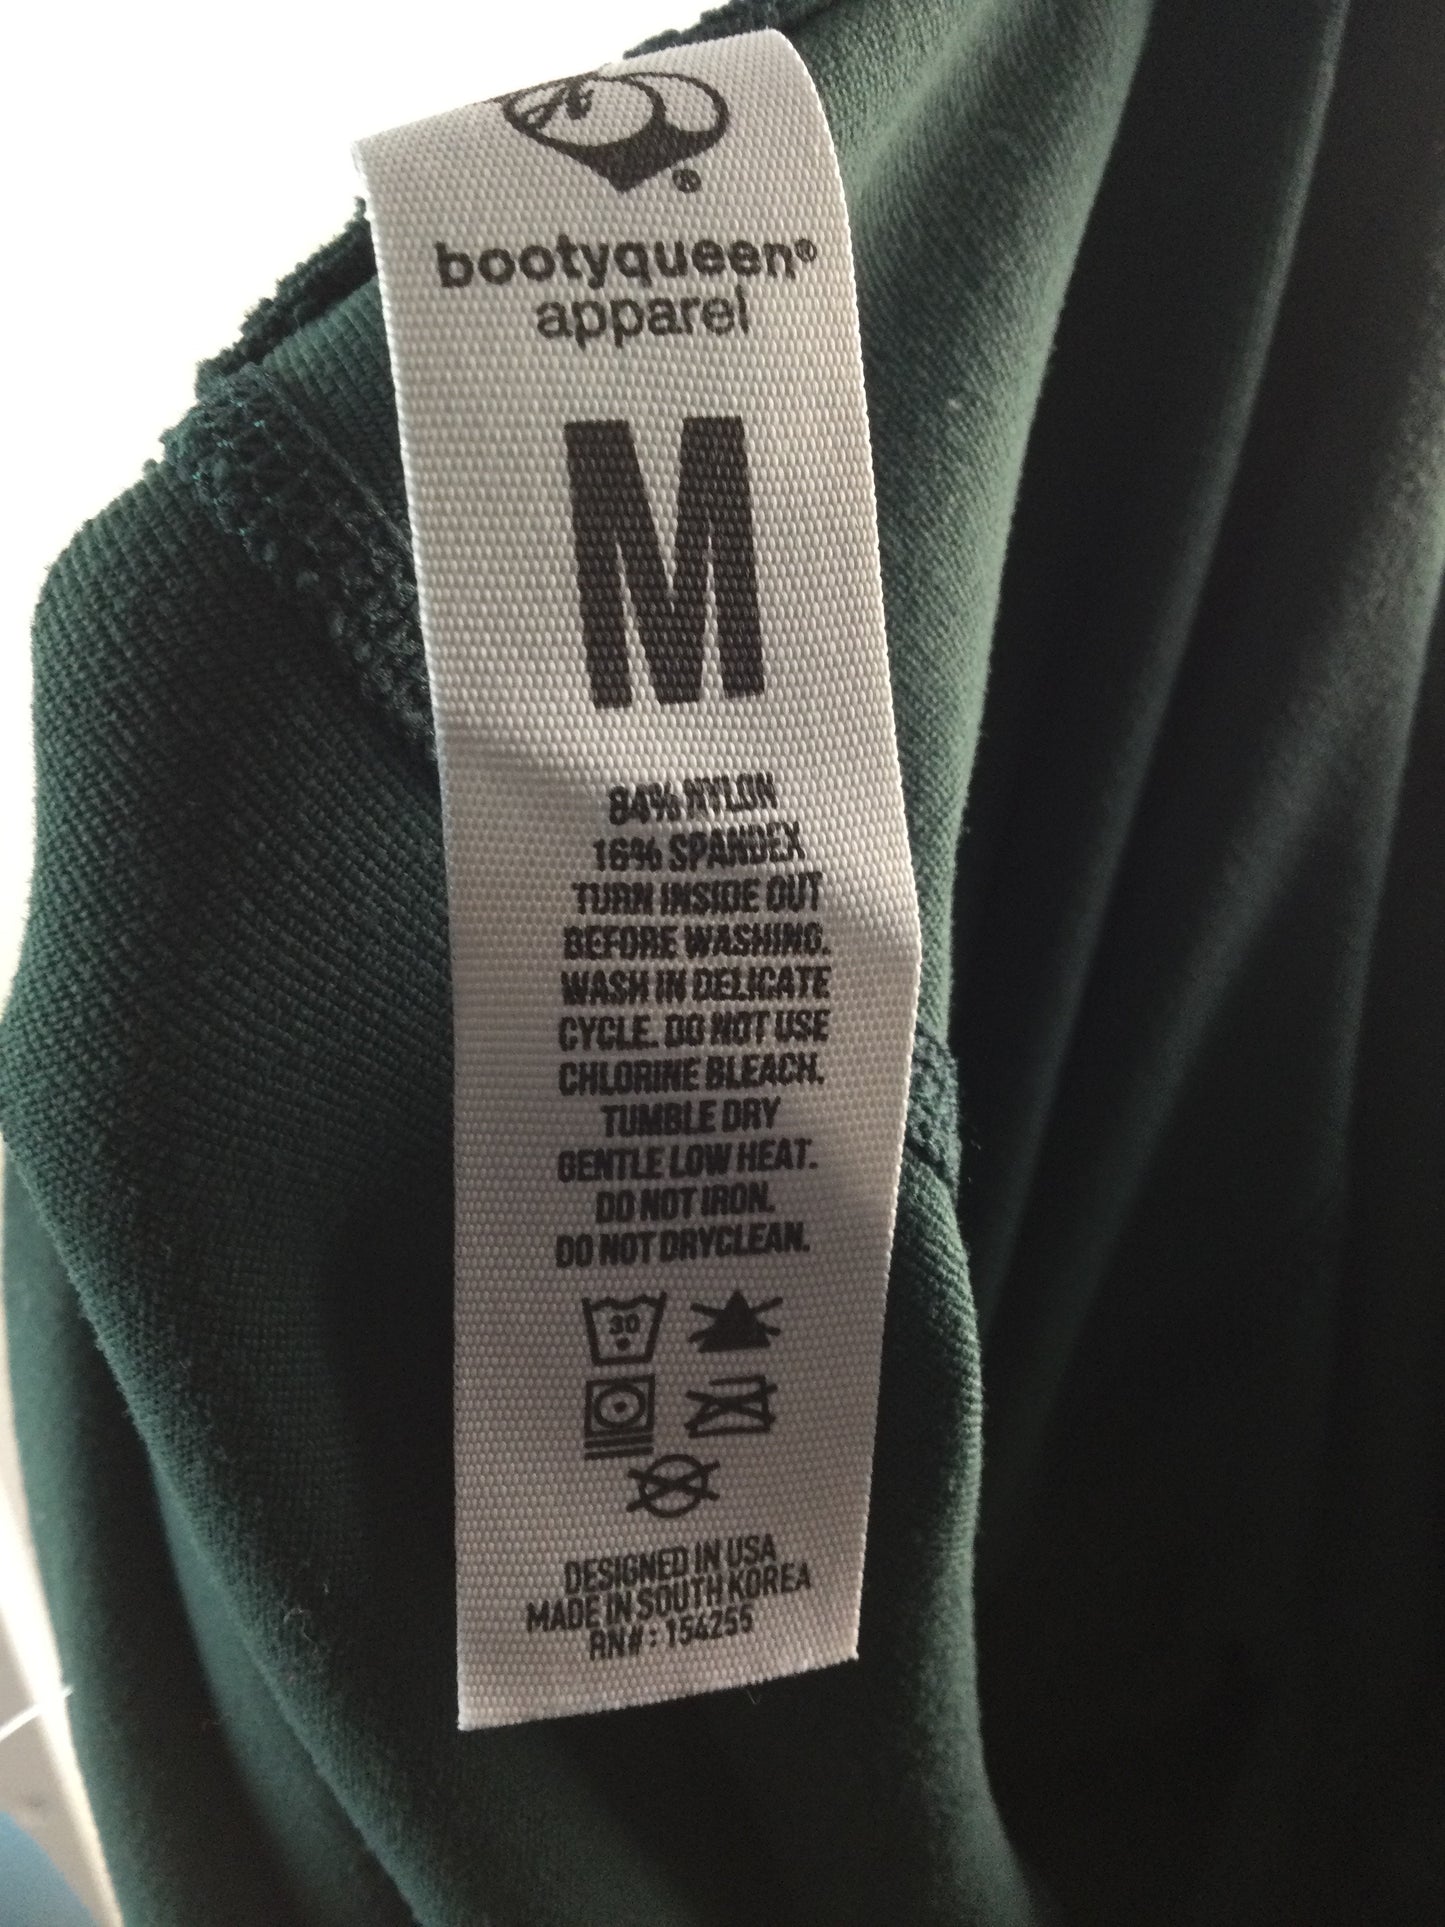 ®
bootyqueen®
apparel
M
84% NYLON
16% SPANDEX
TURN INSIDE OUT
BEFORE WASHING.
WASH IN DELICATE
CYCLE. DO NOT USE
CHLORINE BLEACH.
TUMBLE DRY
GENTLE LOW HEAT.
DO NOT IRON.
DO NOT DRYCLEAN.
30
DESIGNED IN USA
MADE IN SOUTH KOREA
RN# : 154255